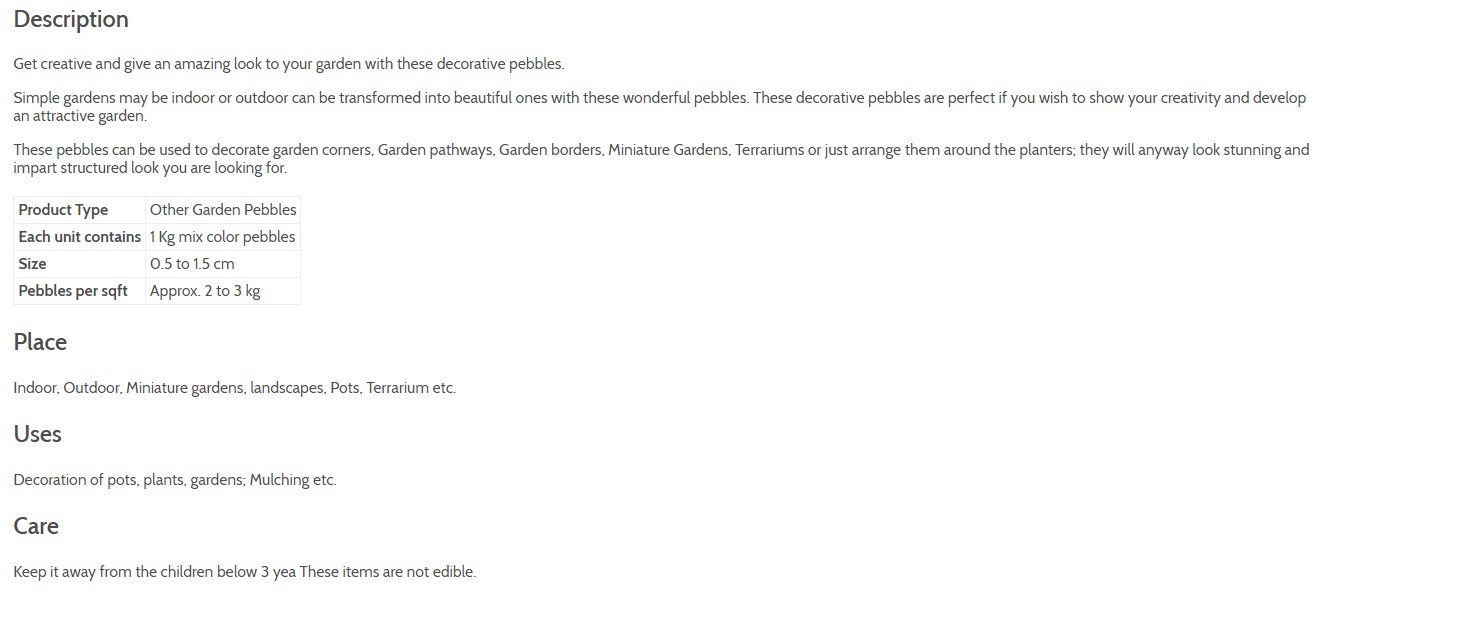 Description
Get creative and give an amazing look to your garden with these decorative pebbles.
Simple gardens may be indoor or outdoor can be transformed into beautiful ones with these wonderful pebbles. These decorative pebbles are perfect if you wish to show your creativity and develop
an attractive garden.
These pebbles can be used to decorate garden corners, Garden pathways, Garden borders, Miniature Gardens, Terrariums or just arrange them around the planters; they will anyway look stunning and
impart structured look you are looking for.
Product Type Other Garden Pebbles
Each unit contains 1 Kg mix color pebbles
Size 0.5 to 1.5 cm
Pebbles per sqft Approx. 2 to 3 kg
Place
Indoor, Outdoor, Miniature gardens, landscapes, Pots, Terrarium etc.
Uses
Decoration of pots, plants, gardens; Mulching etc.
Care
Keep it away from the children below 3 yea These items are not edible.